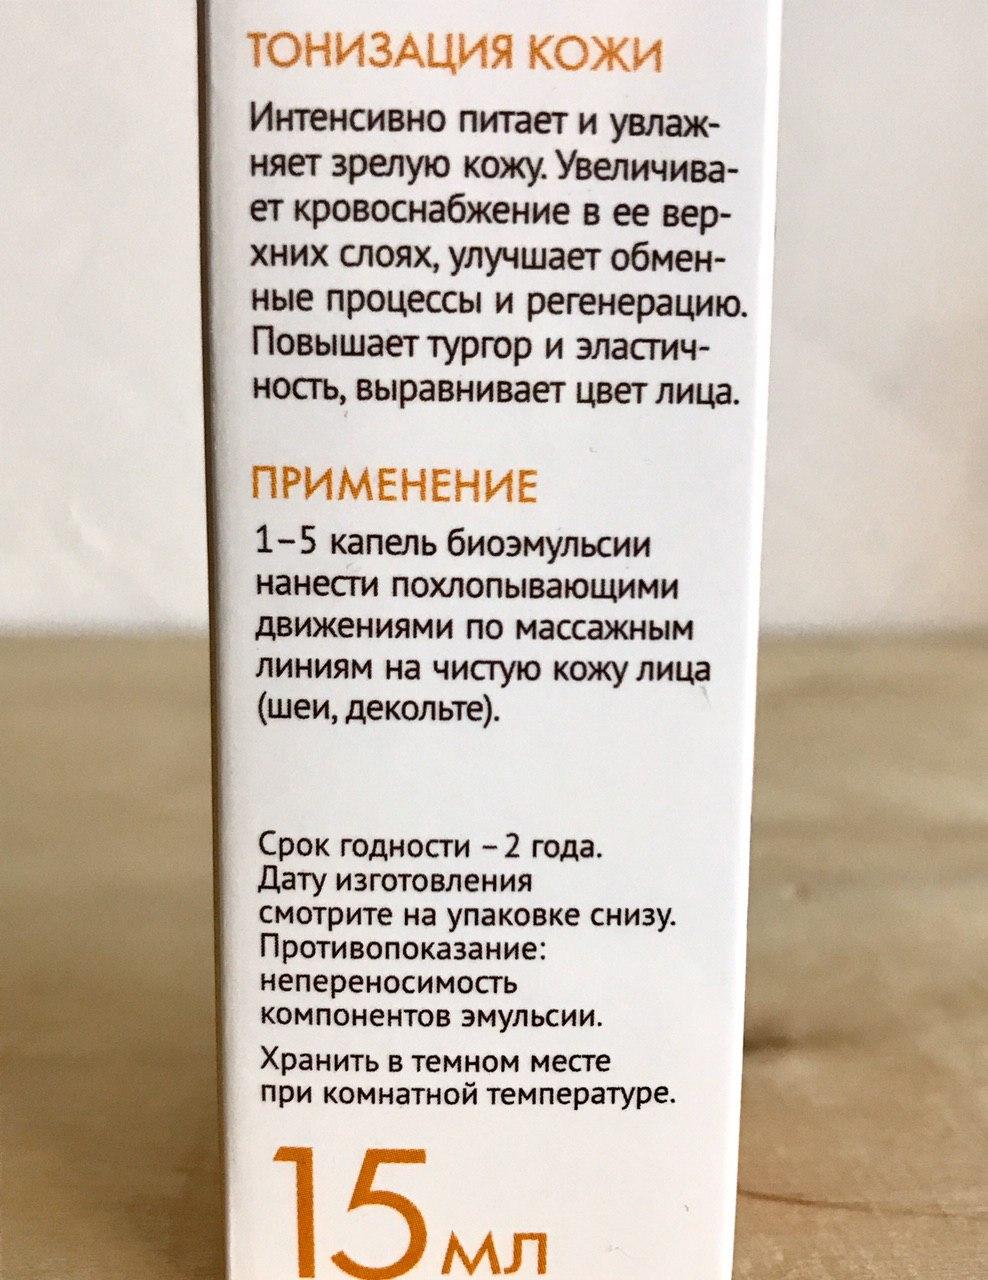 ТОНИЗАЦИЯ КОЖИ
Интенсивно питает и увлаж-
няет зрелую кожу. Увеличива-
ет кровоснабжение в ее вер-
хних слоях, улучшает обмен-
ные процессы и регенерацию.
Повышает тургор и эластич-
ность, выравнивает цвет лица.
ПРИМЕНЕНИЕ
1–5 капель биоэмульсии
нанести похлопывающими
движениями по массажным
линиям на чистую кожу лица
(шеи, декольте).
Срок годности – 2 года.
Дату изготовления
смотрите на упаковке снизу.
Противопоказание:
непереносимость
компонентов эмульсии.
Хранить в темном месте
при комнатной температуре.
15 мл